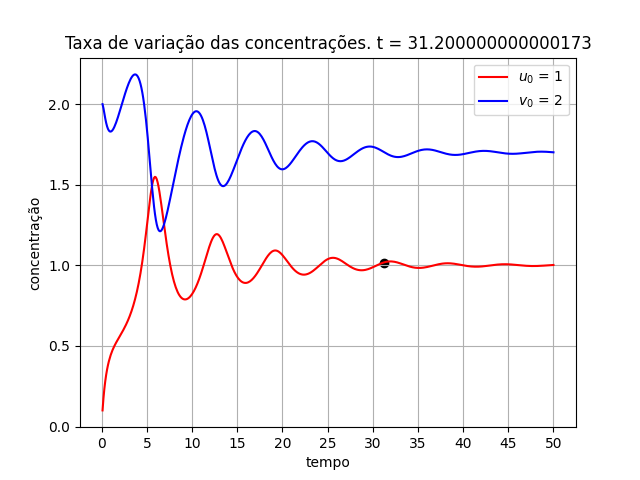 Taxa de variação das concentrações. t = 31.200000000000173
u₀ = 1
v₀ = 2
concentração
2.0
1.5
1.0
0.5
0.0
0 5 10 15 20 25 30 35 40 45 50
tempo